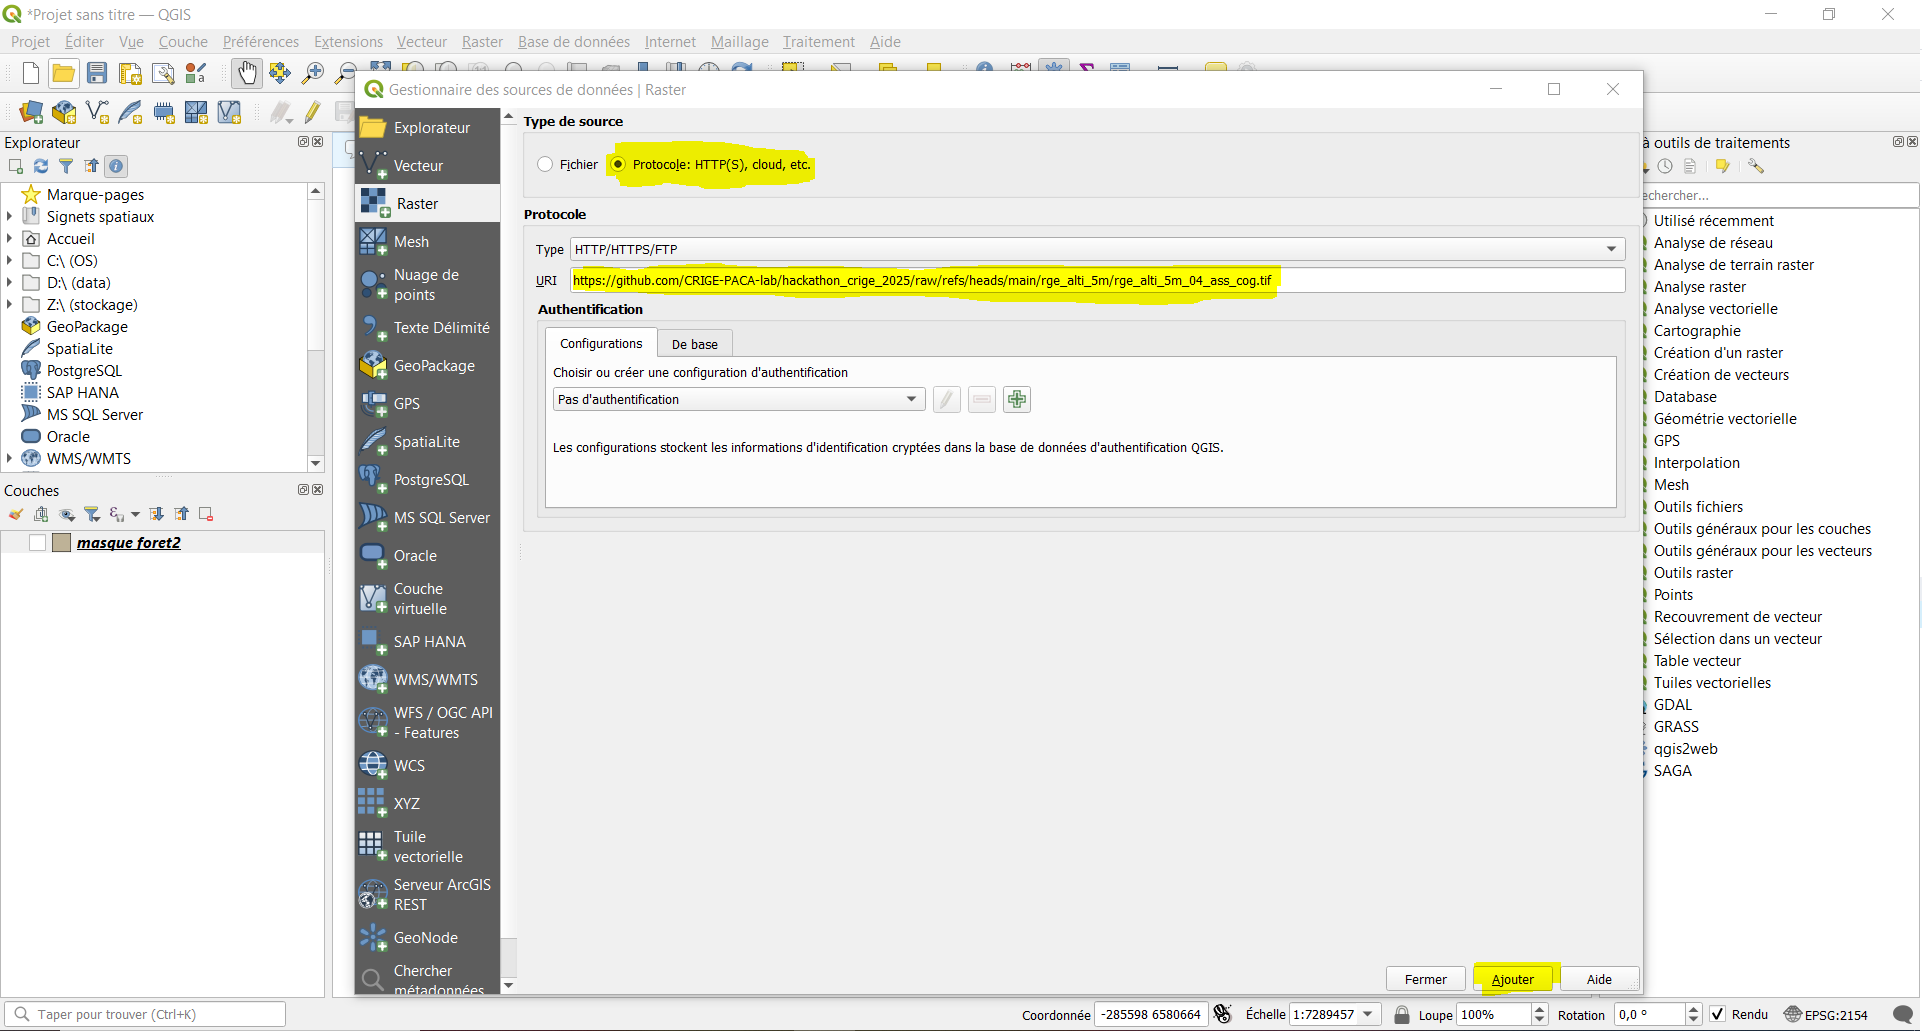 *Projet sans titre — QGIS
Projet Éditer Vue Couche Préférences Extensions Vecteur Raster Base de données Internet Maillage Traitement Aide
Gestionnaire des sources de données | Raster
Explorateur
Marque-pages
Signets spatiaux
Accueil
C:\ (OS)
D:\ (data)
Z:\ (stockage)
GeoPackage
SpatiaLite
PostgreSQL
SAP HANA
MS SQL Server
Oracle
WMS/WMTS
Couches
masque foret2
Explorateur
Vecteur
Raster
Mesh
Nuage de
points
Texte Délimité
GeoPackage
GPS
SpatiaLite
PostgreSQL
MS SQL Server
Oracle
Couche
virtuelle
SAP HANA
WMS/WMTS
WFS / OGC API
- Features
WCS
XYZ
Tuile
vectorielle
Serveur ArcGIS
REST
GeoNode
Chercher
métadonnées
Type de source
Fichier Protocole: HTTP(S), cloud, etc.
Protocole
Type HTTP/HTTPS/FTP
URI https://github.com/CRIGE-PACA-lab/hackathon_crige_2025/raw/refs/heads/main/rge_alti_5m/rge_alti_5m_04_ass_cog.tif
Authentification
Configurations De base
Choisir ou créer une configuration d'authentification
Pas d'authentification
Les configurations stockent les informations d'identification cryptées dans la base de données d'authentification QGIS.
Fermer Ajouter Aide
à outils de traitements
echercher...
Utilisé récemment
Analyse de réseau
Analyse de terrain raster
Analyse raster
Analyse vectorielle
Cartographie
Création d'un raster
Création de vecteurs
Database
Géométrie vectorielle
GPS
Interpolation
Mesh
Outils fichiers
Outils généraux pour les couches
Outils généraux pour les vecteurs
Outils raster
Points
Recouvrement de vecteur
Sélection dans un vecteur
Table vecteur
Tuiles vectorielles
GDAL
GRASS
qgis2web
SAGA
Taper pour trouver (Ctrl+K) Coordonnée -285598 6580664 Échelle 1:7289457 Loupe 100% Rotation 0,0 ° Rendu EPSG:2154